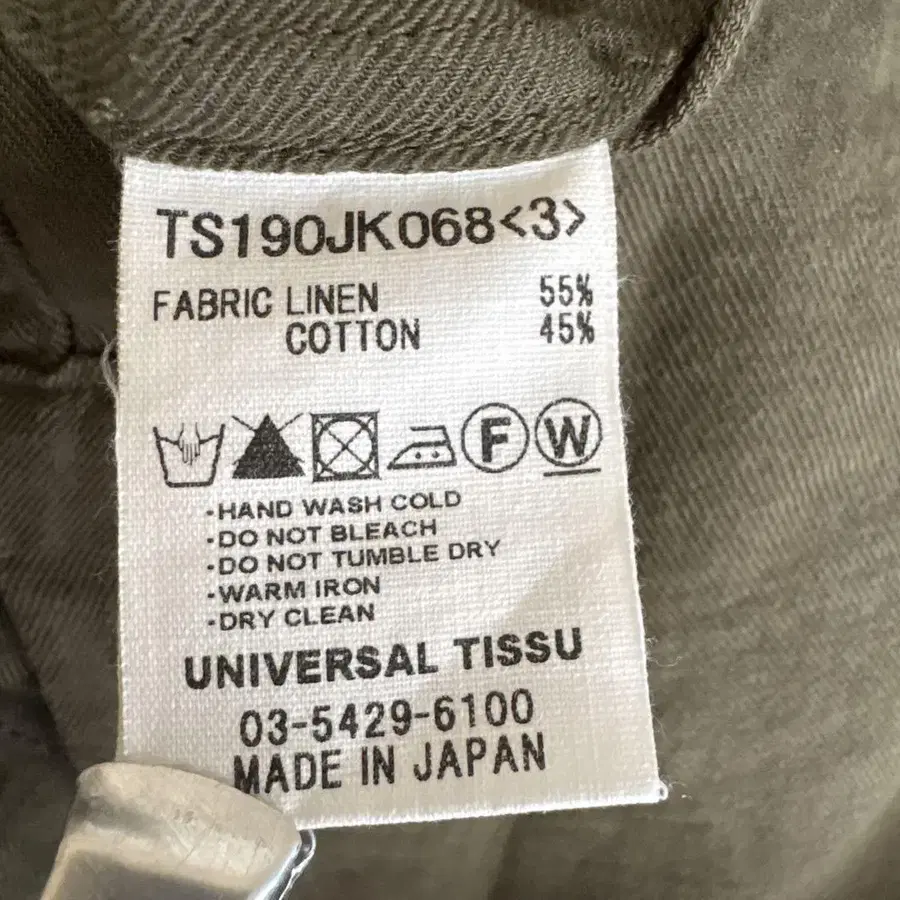 TS190JK068<3>
FABRIC LINEN 55%
COTTON 45%
F W
-HAND WASH COLD
-DO NOT BLEACH
-DO NOT TUMBLE DRY
-WARM IRON
-DRY CLEAN
UNIVERSAL TISSU
03-5429-6100
MADE IN JAPAN